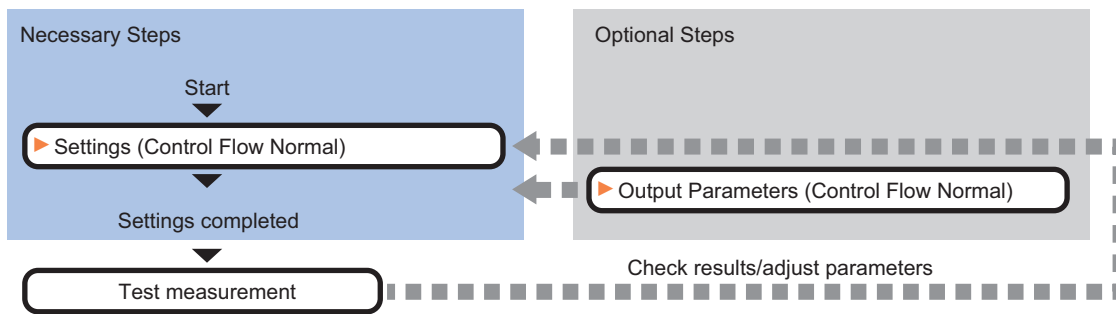 Necessary Steps
Optional Steps
Start
Settings (Control Flow Normal)
Output Parameters (Control Flow Normal)
Settings completed
Check results/adjust parameters
Test measurement